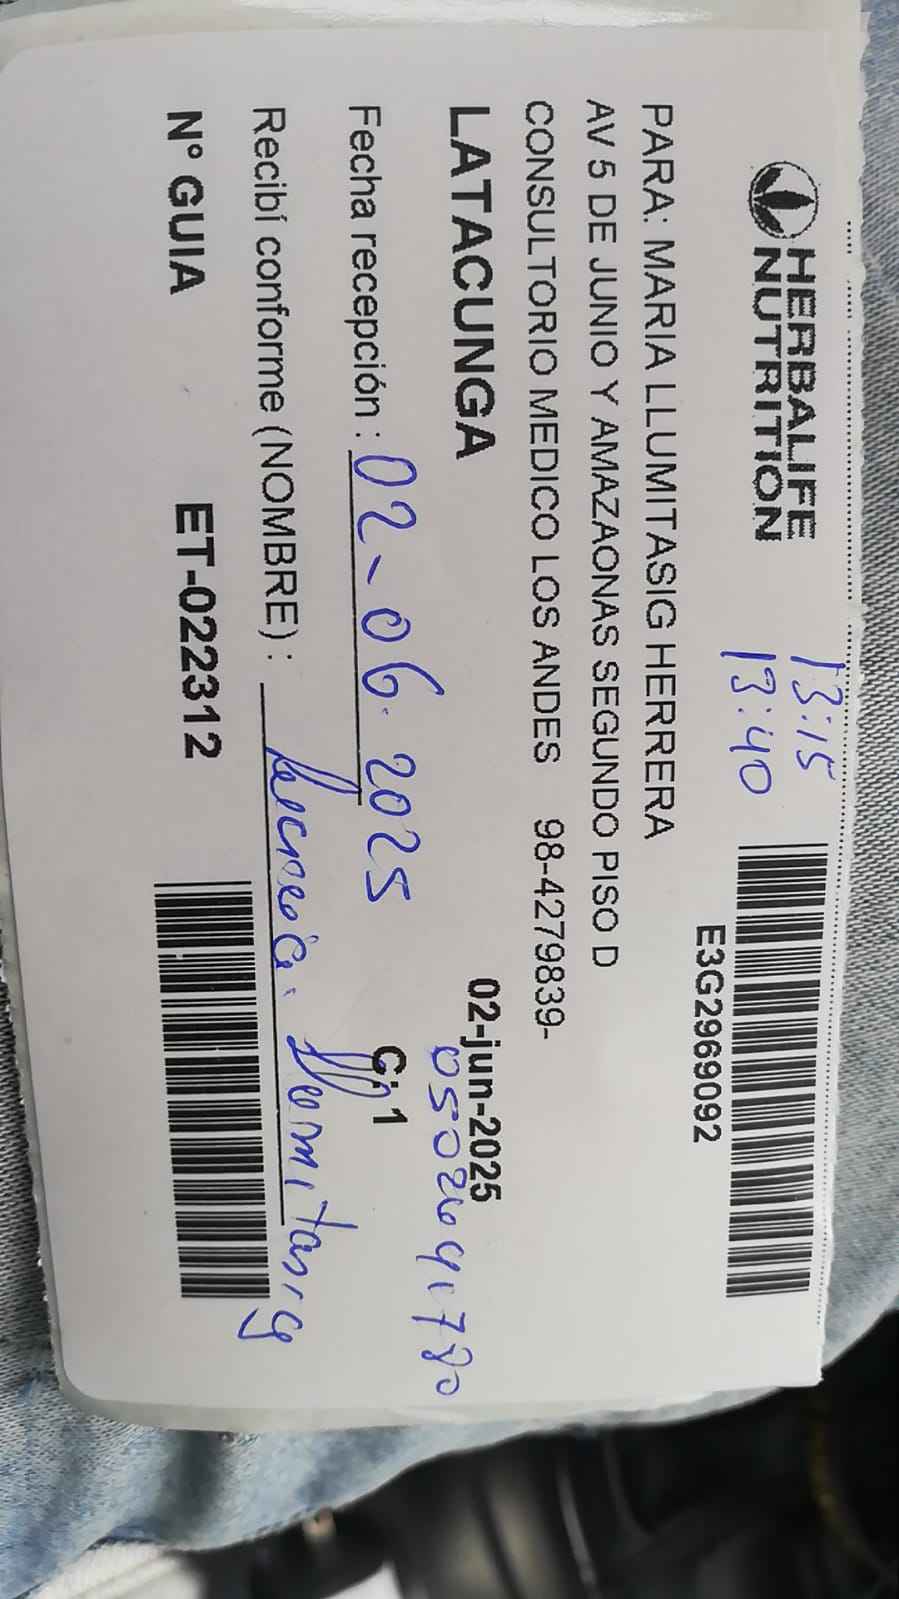 HERBALIFE
NUTRITION
13:15
13:40
E3G2969092
PARA: MARIA LLUMITASIG HERRERA
AV 5 DE JUNIO Y AMAZAONAS SEGUNDO PISO D
CONSULTORIO MEDICO LOS ANDES 98-4279839-
LATACUNGA 02-jun-2025
Fecha recepción : 02-06.2025 C: 1
Recibí conforme (NOMBRE) : Llumitasig
N° GUIA ET-022312